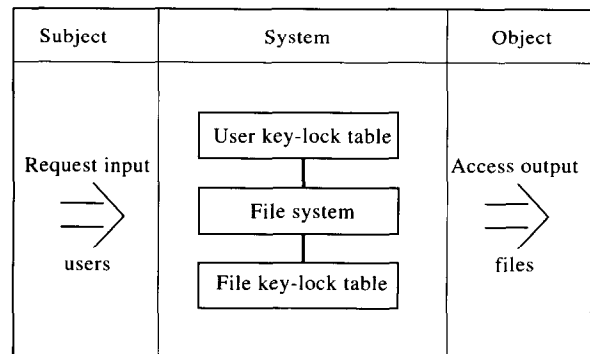 Subject
System
Object
Request input
users
User key-lock table
File system
File key-lock table
Access output
files